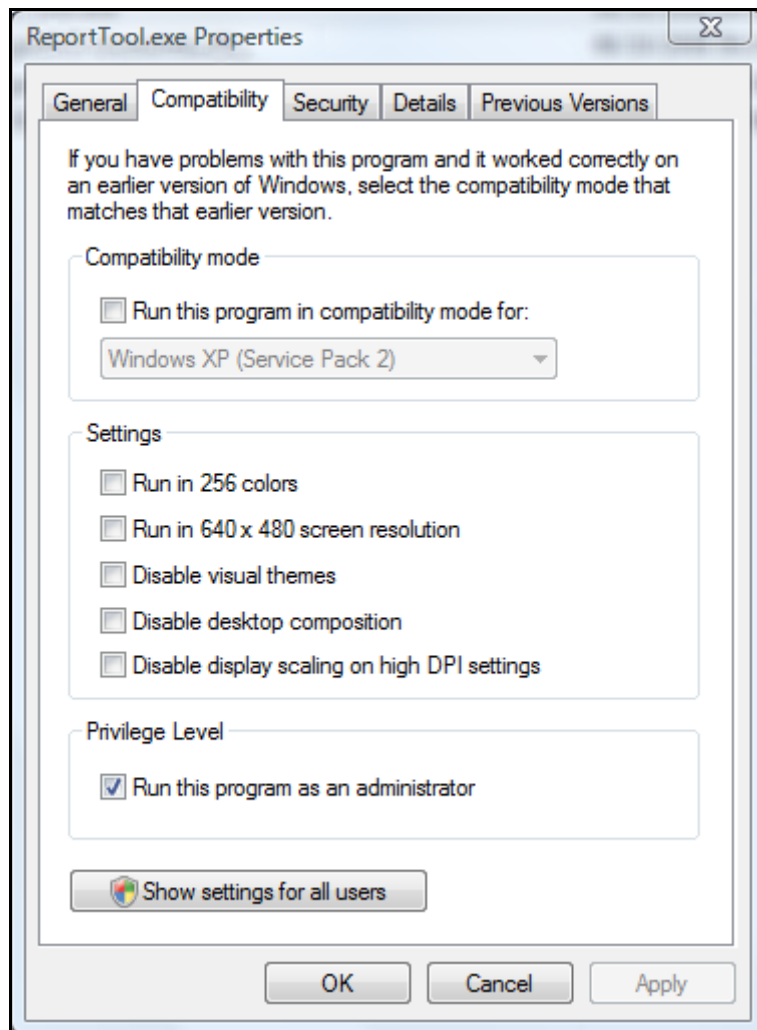 ReportTool.exe Properties
General Compatibility Security Details Previous Versions
If you have problems with this program and it worked correctly on
an earlier version of Windows, select the compatibility mode that
matches that earlier version.
Compatibility mode
Run this program in compatibility mode for:
Windows XP (Service Pack 2)
Settings
Run in 256 colors
Run in 640 x 480 screen resolution
Disable visual themes
Disable desktop composition
Disable display scaling on high DPI settings
Privilege Level
Run this program as an administrator
Show settings for all users
OK Cancel Apply